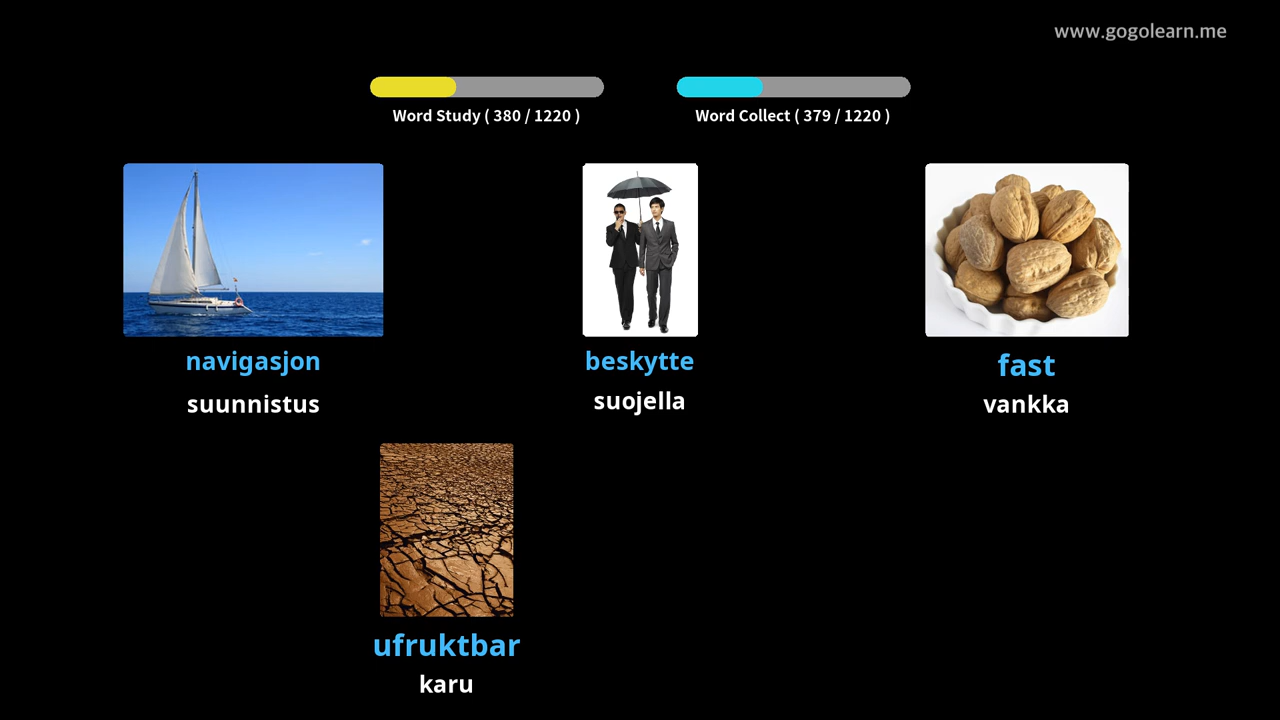 www.gogolearn.me
Word Study ( 380 / 1220 )
Word Collect ( 379 / 1220 )
navigasjon
suunnistus
beskytte
suojella
fast
vankka
ufruktbar
karu